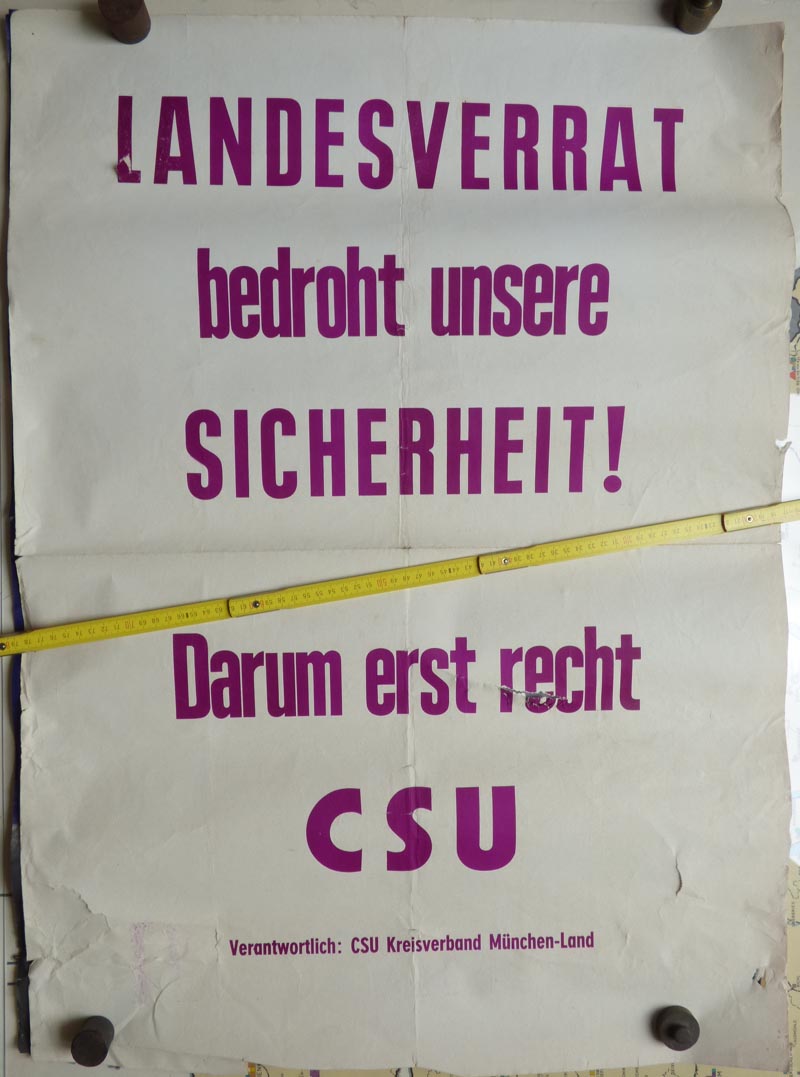 LANDESVERRAT
bedroht unsere
SICHERHEIT!
Darum erst recht
CSU
Verantwortlich: CSU Kreisverband München-Land